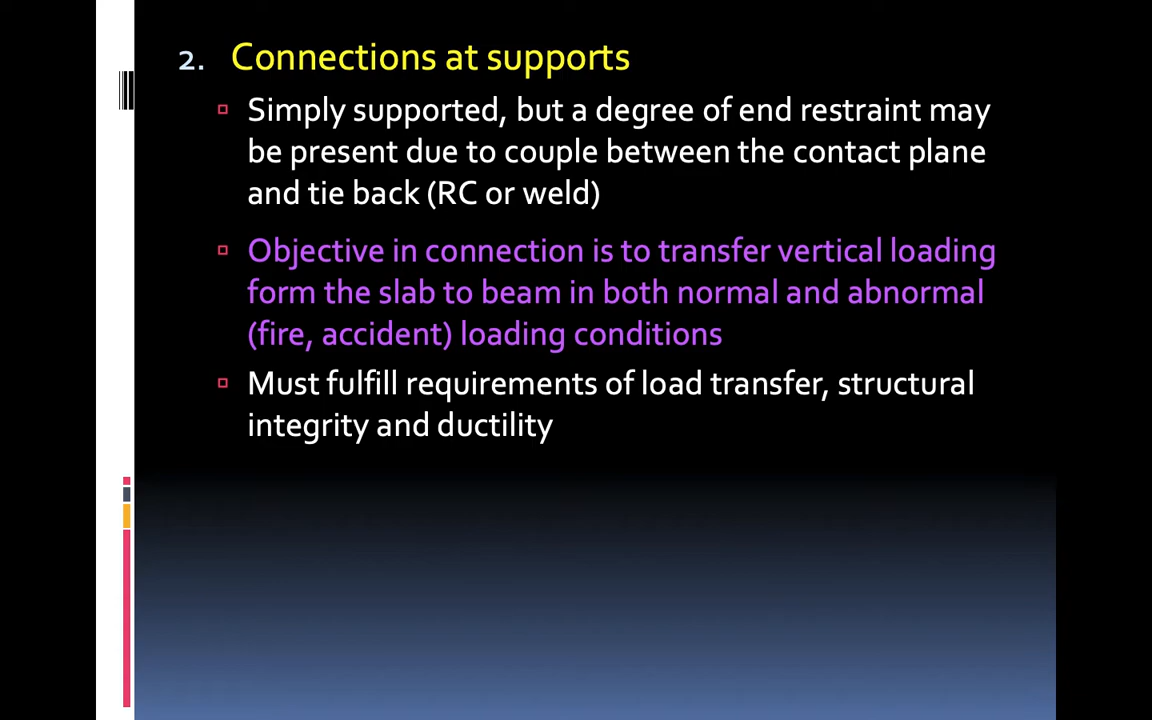 2. Connections at supports
Simply supported, but a degree of end restraint may
be present due to couple between the contact plane
and tie back (RC or weld)
Objective in connection is to transfer vertical loading
form the slab to beam in both normal and abnormal
(fire, accident) loading conditions
Must fulfill requirements of load transfer, structural
integrity and ductility